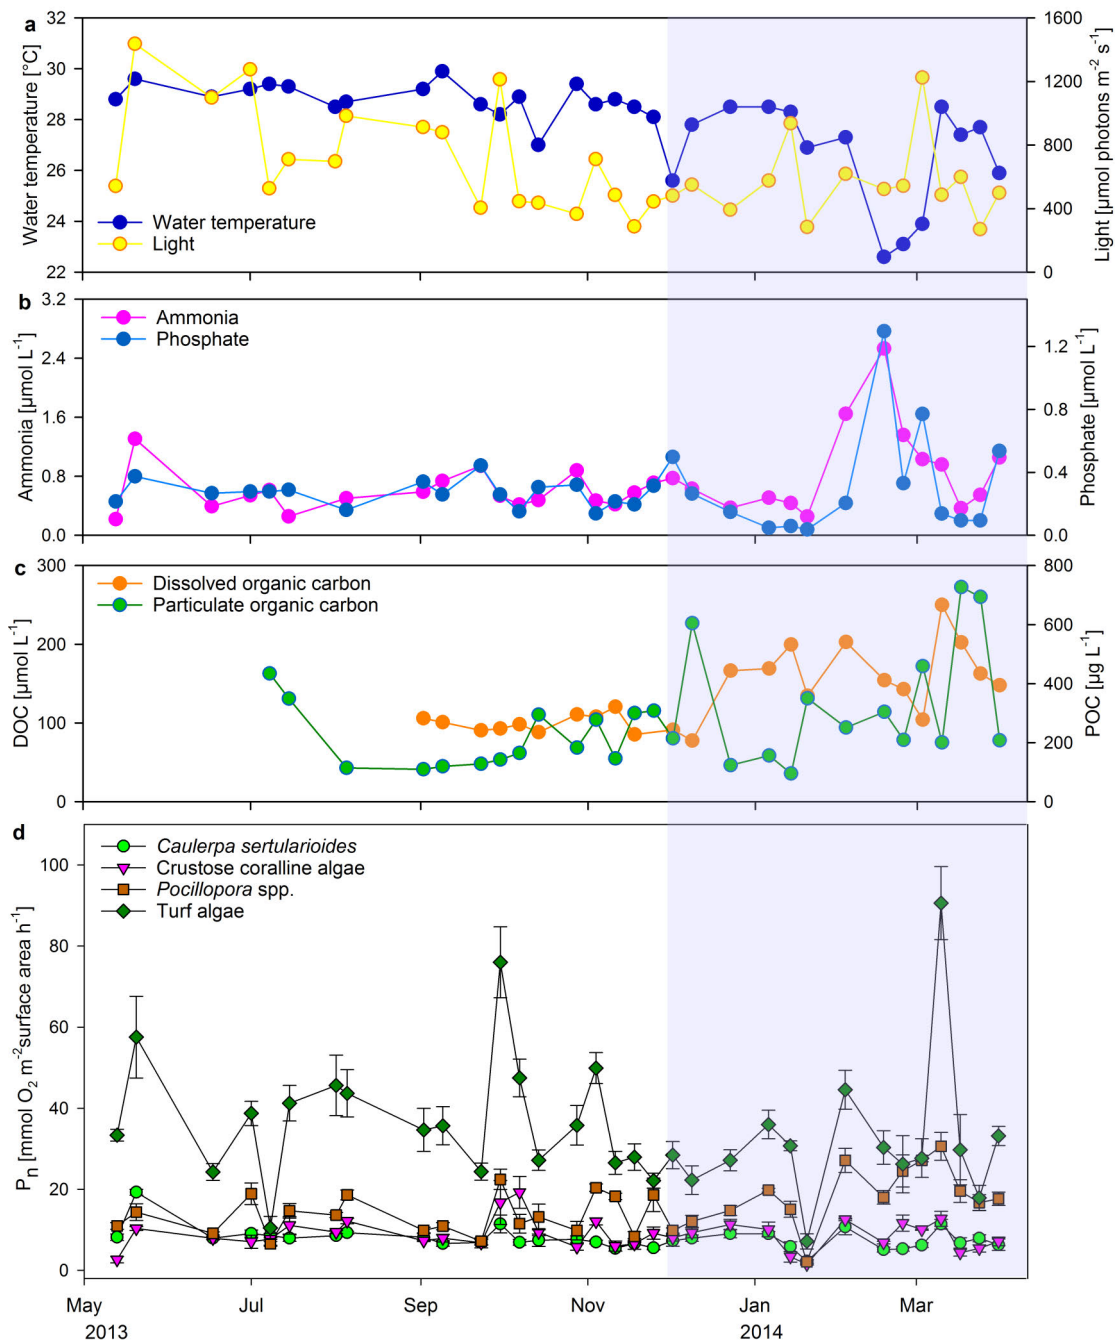 a
32
30
28
26
24
22
Water temperature [°C]
Water temperature
Light
1600
1200
800
400
0
Light [µmol photons m-2 s-1]
b
3.2
2.4
1.6
0.8
0.0
Ammonia [µmol L-1]
Ammonia
Phosphate
1.2
0.8
0.4
0.0
Phosphate [µmol L-1]
c
300
200
100
0
DOC [µmol L-1]
Dissolved organic carbon
Particulate organic carbon
800
600
400
200
0
POC [µg L-1]
d
100
80
60
40
20
0
Pn [mmol O2 m-2surface area h-1]
Caulerpa sertularioides
Crustose coralline algae
Pocillopora spp.
Turf algae
May Jul Sep Nov Jan Mar
2013 2014